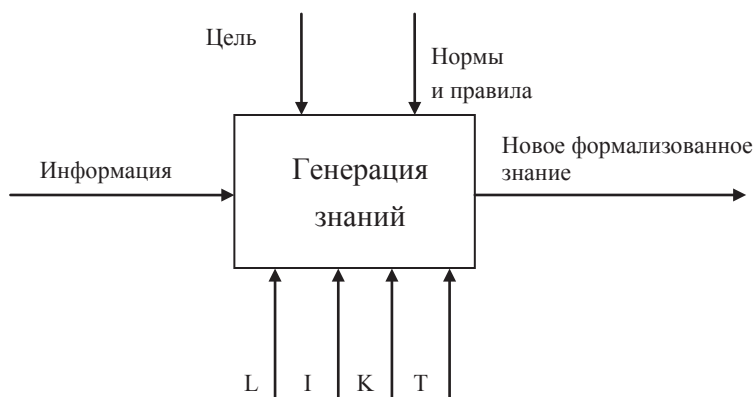 Цель
Нормы
и правила
Информация
Генерация
знаний
Новое формализованное
знание
L I K T